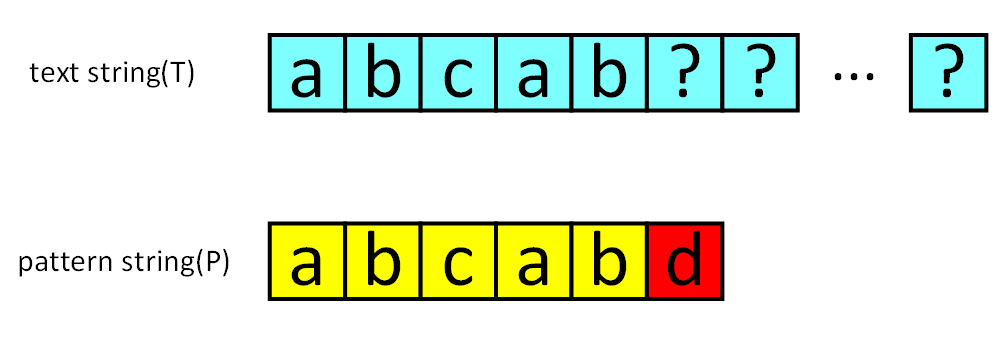 text string(T) a b c a b ? ? ... ?
pattern string(P) a b c a b d